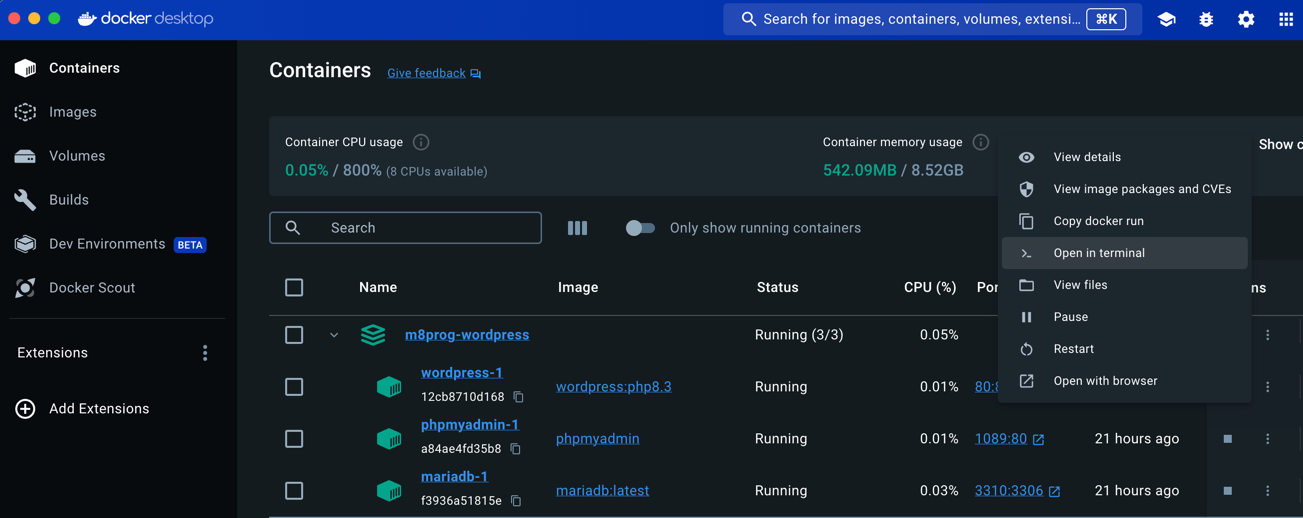 docker desktop
Search for images, containers, volumes, extensi... ⌘K
Containers
Images
Volumes
Builds
Dev Environments BETA
Docker Scout
Extensions
Add Extensions
Containers Give feedback
Container CPU usage
0.05% / 800% (8 CPUs available)
Container memory usage
542.09MB / 8.52GB
Show c
Search
Only show running containers
Name Image Status CPU (%) Por ns
m8prog-wordpress Running (3/3) 0.05%
wordpress-1
12cb8710d168
wordpress:php8.3 Running 0.01% 80:8
phpmyadmin-1
a84ae4fd35b8
phpmyadmin Running 0.01% 1089:80 21 hours ago
mariadb-1
f3936a51815e
mariadb:latest Running 0.03% 3310:3306 21 hours ago
View details
View image packages and CVEs
Copy docker run
Open in terminal
View files
Pause
Restart
Open with browser